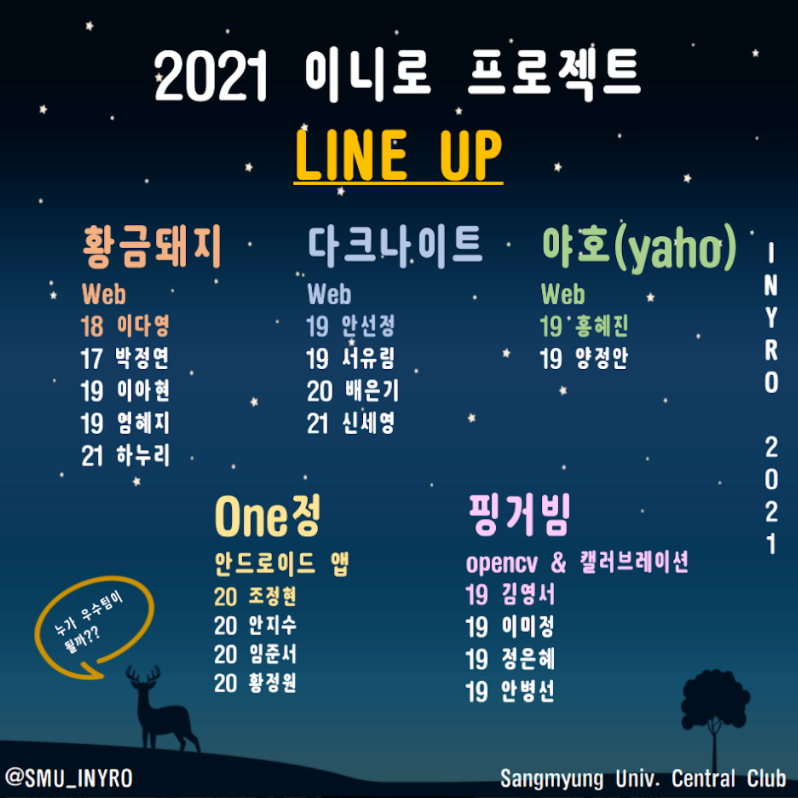 2021 이니로 프로젝트
LINE UP
황금돼지
Web
18 이다영
17 박정연
19 이아현
19 염혜지
21 하누리
다크나이트
Web
19 안선정
19 서유림
20 배은기
21 신세영
야호(yaho)
Web
19 홍혜진
19 양정안
INYRO 2021
One정
안드로이드 앱
20 조정현
20 안지수
20 임준서
20 황정원
핑거빔
opencv & 캘러브레이션
19 김영서
19 이미정
19 정은혜
19 안병선
누가 우수팀이
될까??
@SMU_INYRO
Sangmyung Univ. Central Club